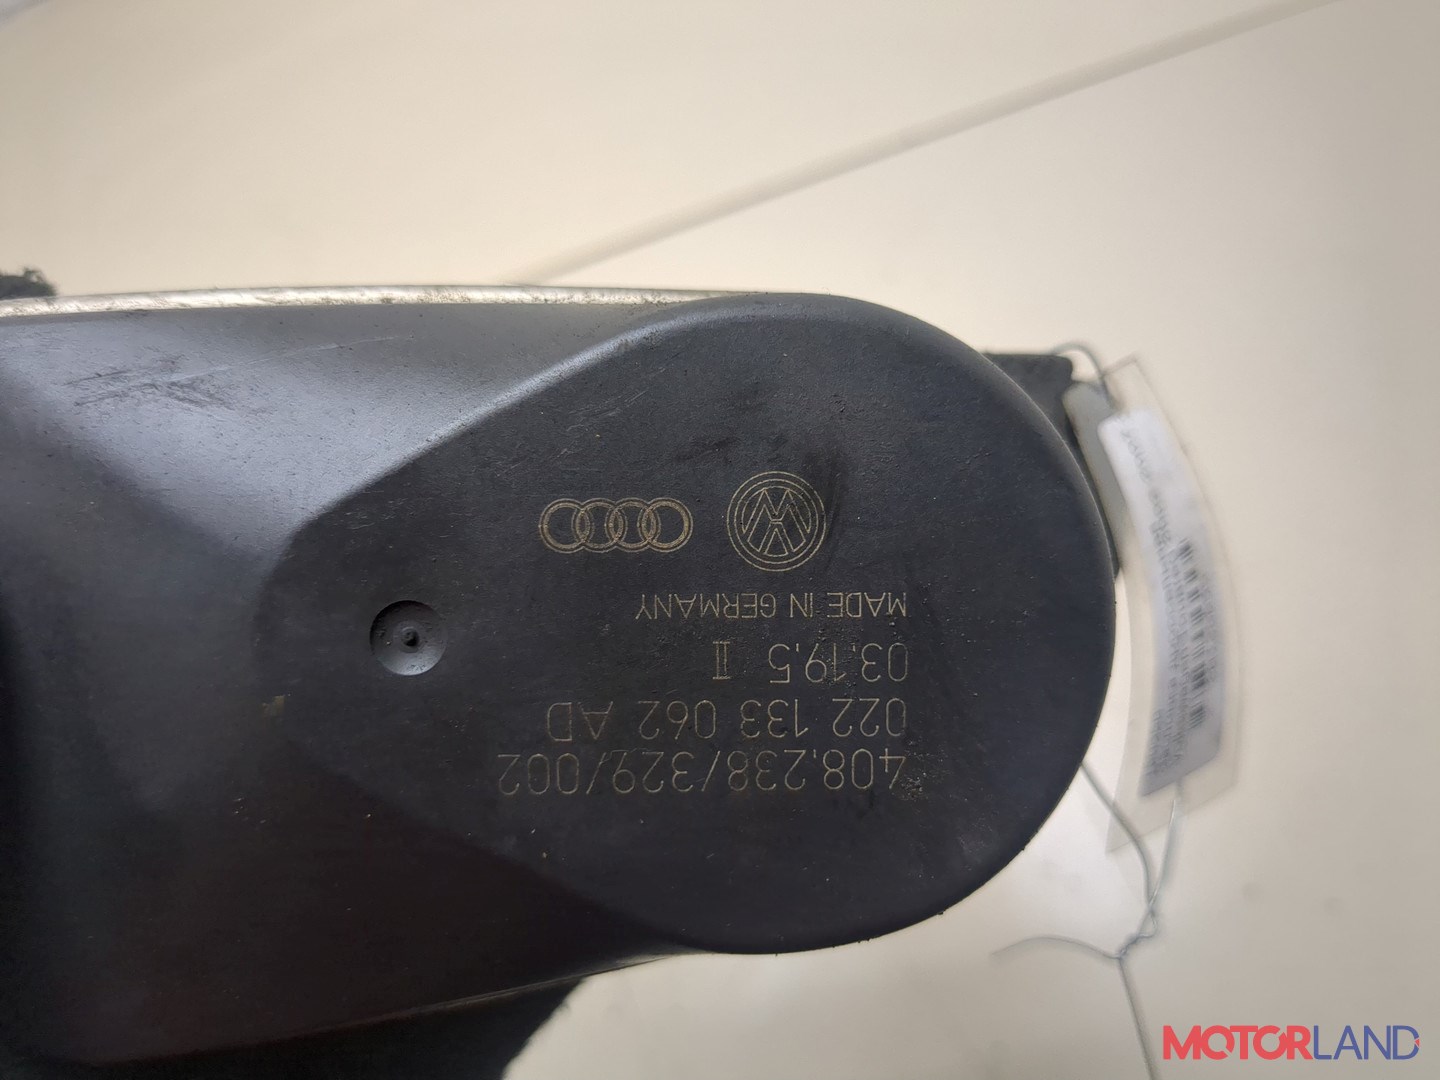 408.238/329/002
022 133 062 AD
03.19.5 II
MADE IN GERMANY
MOTORLAND